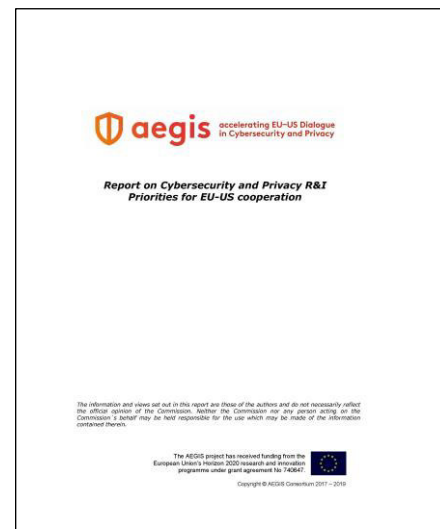 aegis
accelerating EU-US Dialogue
in Cybersecurity and Privacy
Report on Cybersecurity and Privacy R&I
Priorities for EU-US cooperation
The information and views set out in this report are those of the authors and do not necessarily reflect
the official opinion of the Commission. Neither the Commission nor any person acting on the
Commission´s behalf may be held responsible for the use which may be made of the information
contained therein.
The AEGIS project has received funding from the
European Union's Horizon 2020 research and innovation
programme under grant agreement No 740647.
Copyright © AEGIS Consortium 2017 – 2019